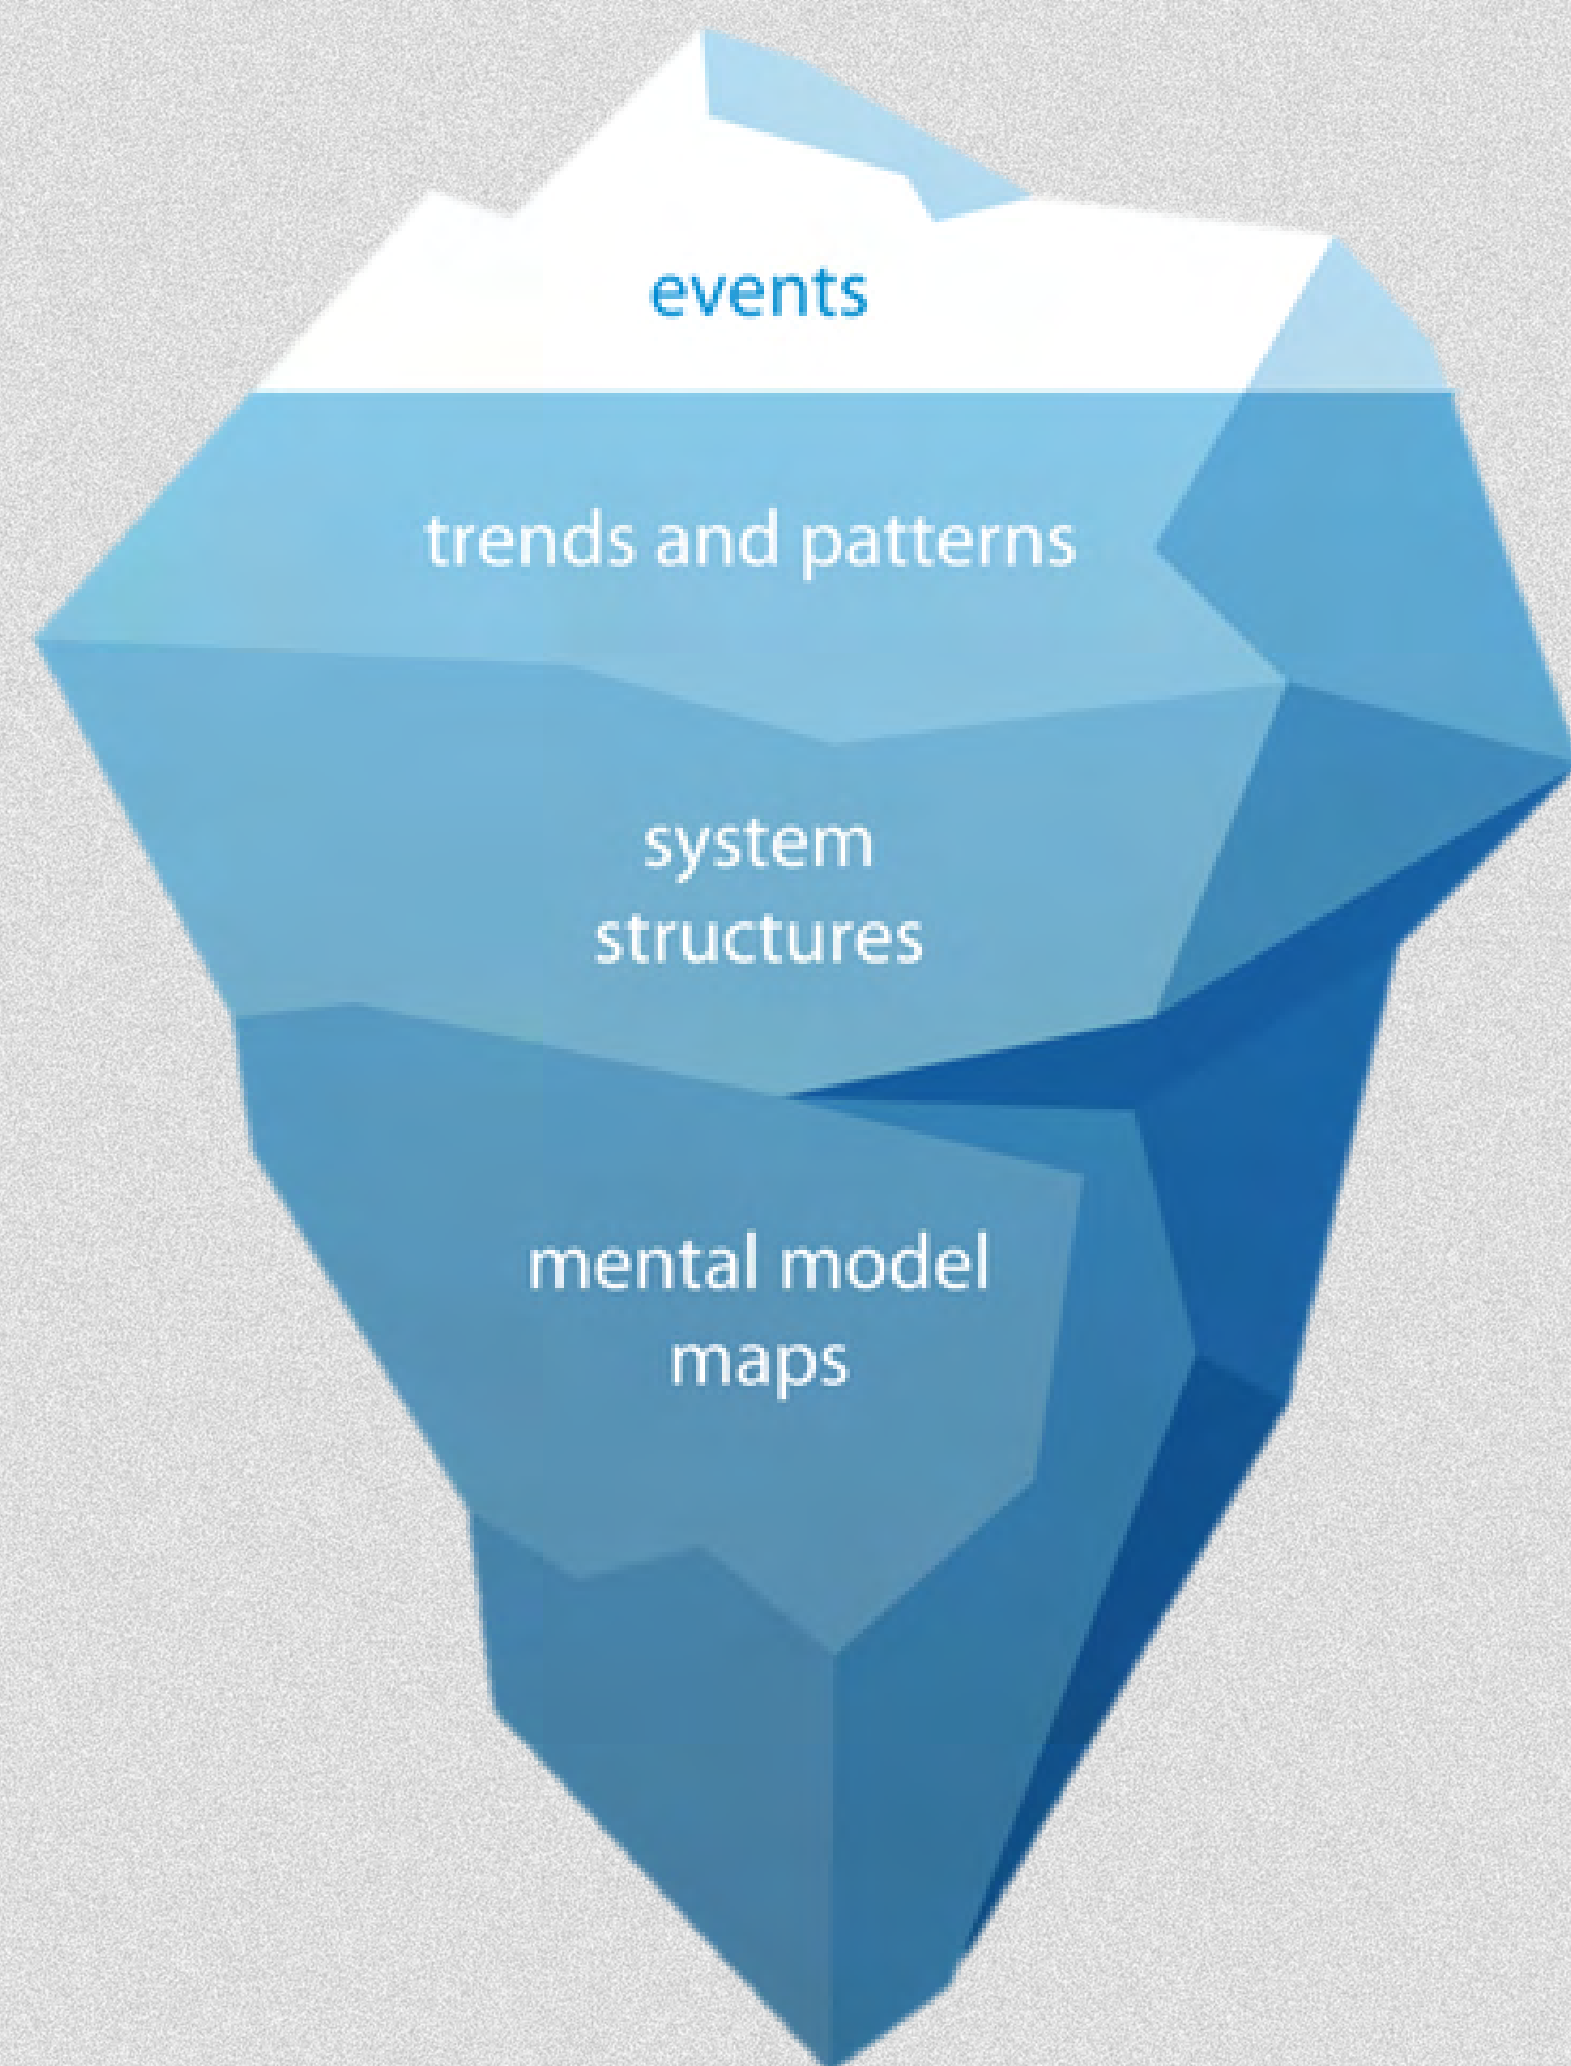 events
trends and patterns
system
structures
mental model
maps